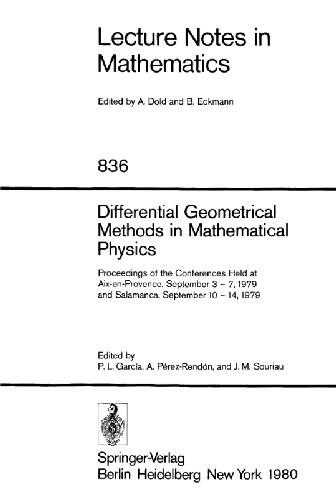 Lecture Notes in
Mathematics
Edited by A. Dold and B. Eckmann
836
Differential Geometrical
Methods in Mathematical
Physics
Proceedings of the Conferences Held at
Aix-en-Provence, September 3 – 7, 1979
and Salamanca, September 10 – 14, 1979
Edited by
P. L. García, A. Pérez-Rendón, and J. M. Souriau
Springer-Verlag
Berlin Heidelberg New York 1980